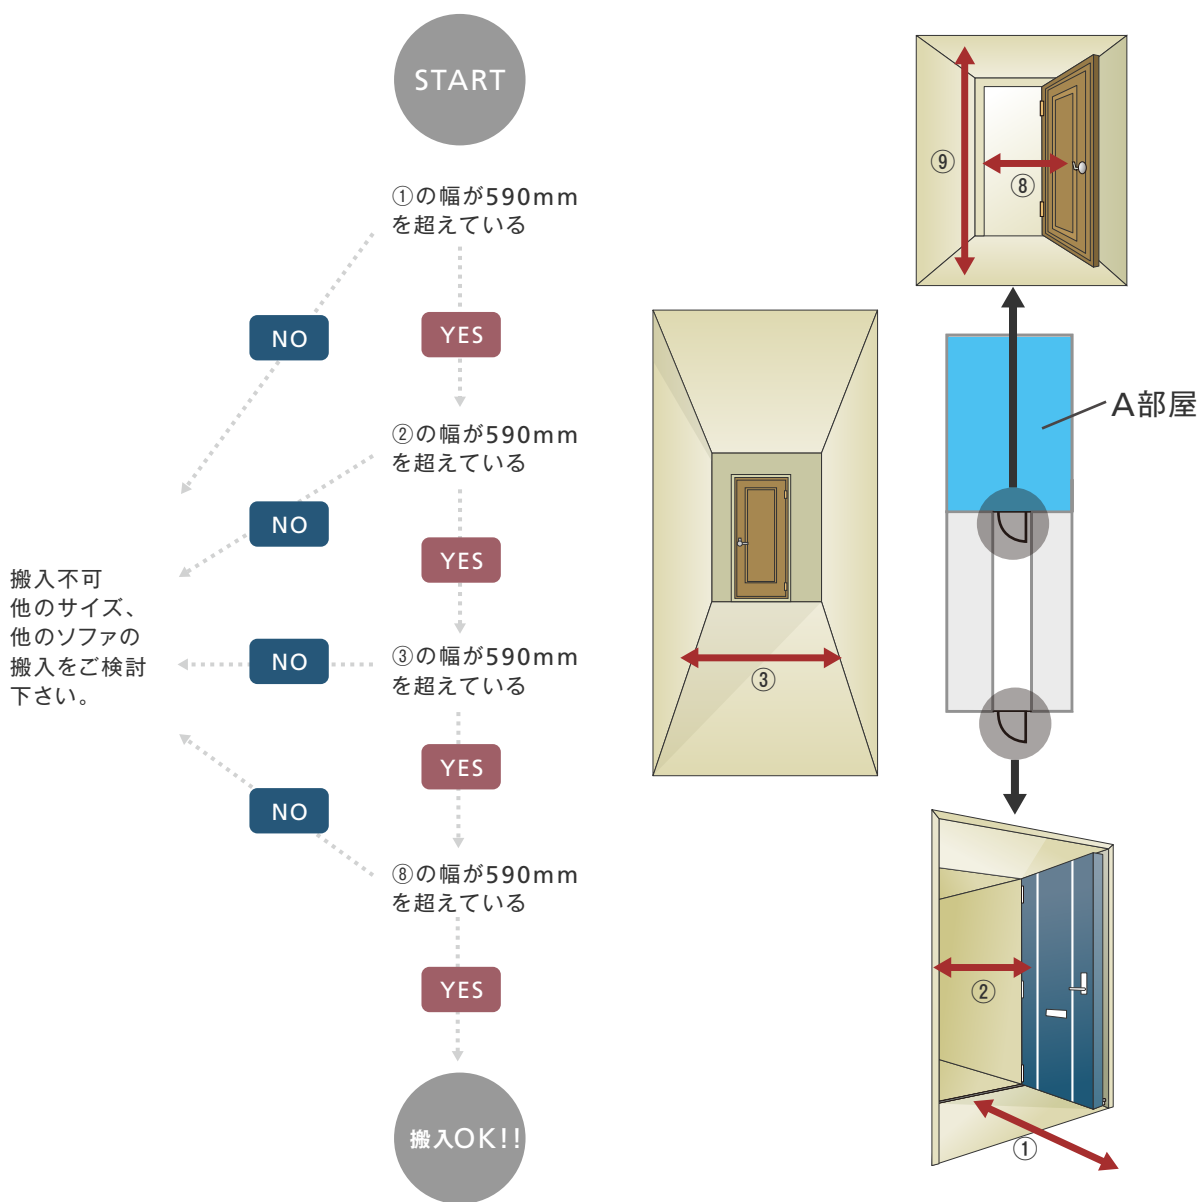 START
①の幅が590mm
を超えている
NO
YES
②の幅が590mm
を超えている
NO
YES
③の幅が590mm
を超えている
NO
YES
⑧の幅が590mm
を超えている
NO
YES
搬入OK!!
搬入不可
他のサイズ、
他のソファの
搬入をご検討
下さい。
③
⑨
⑧
A部屋
②
①